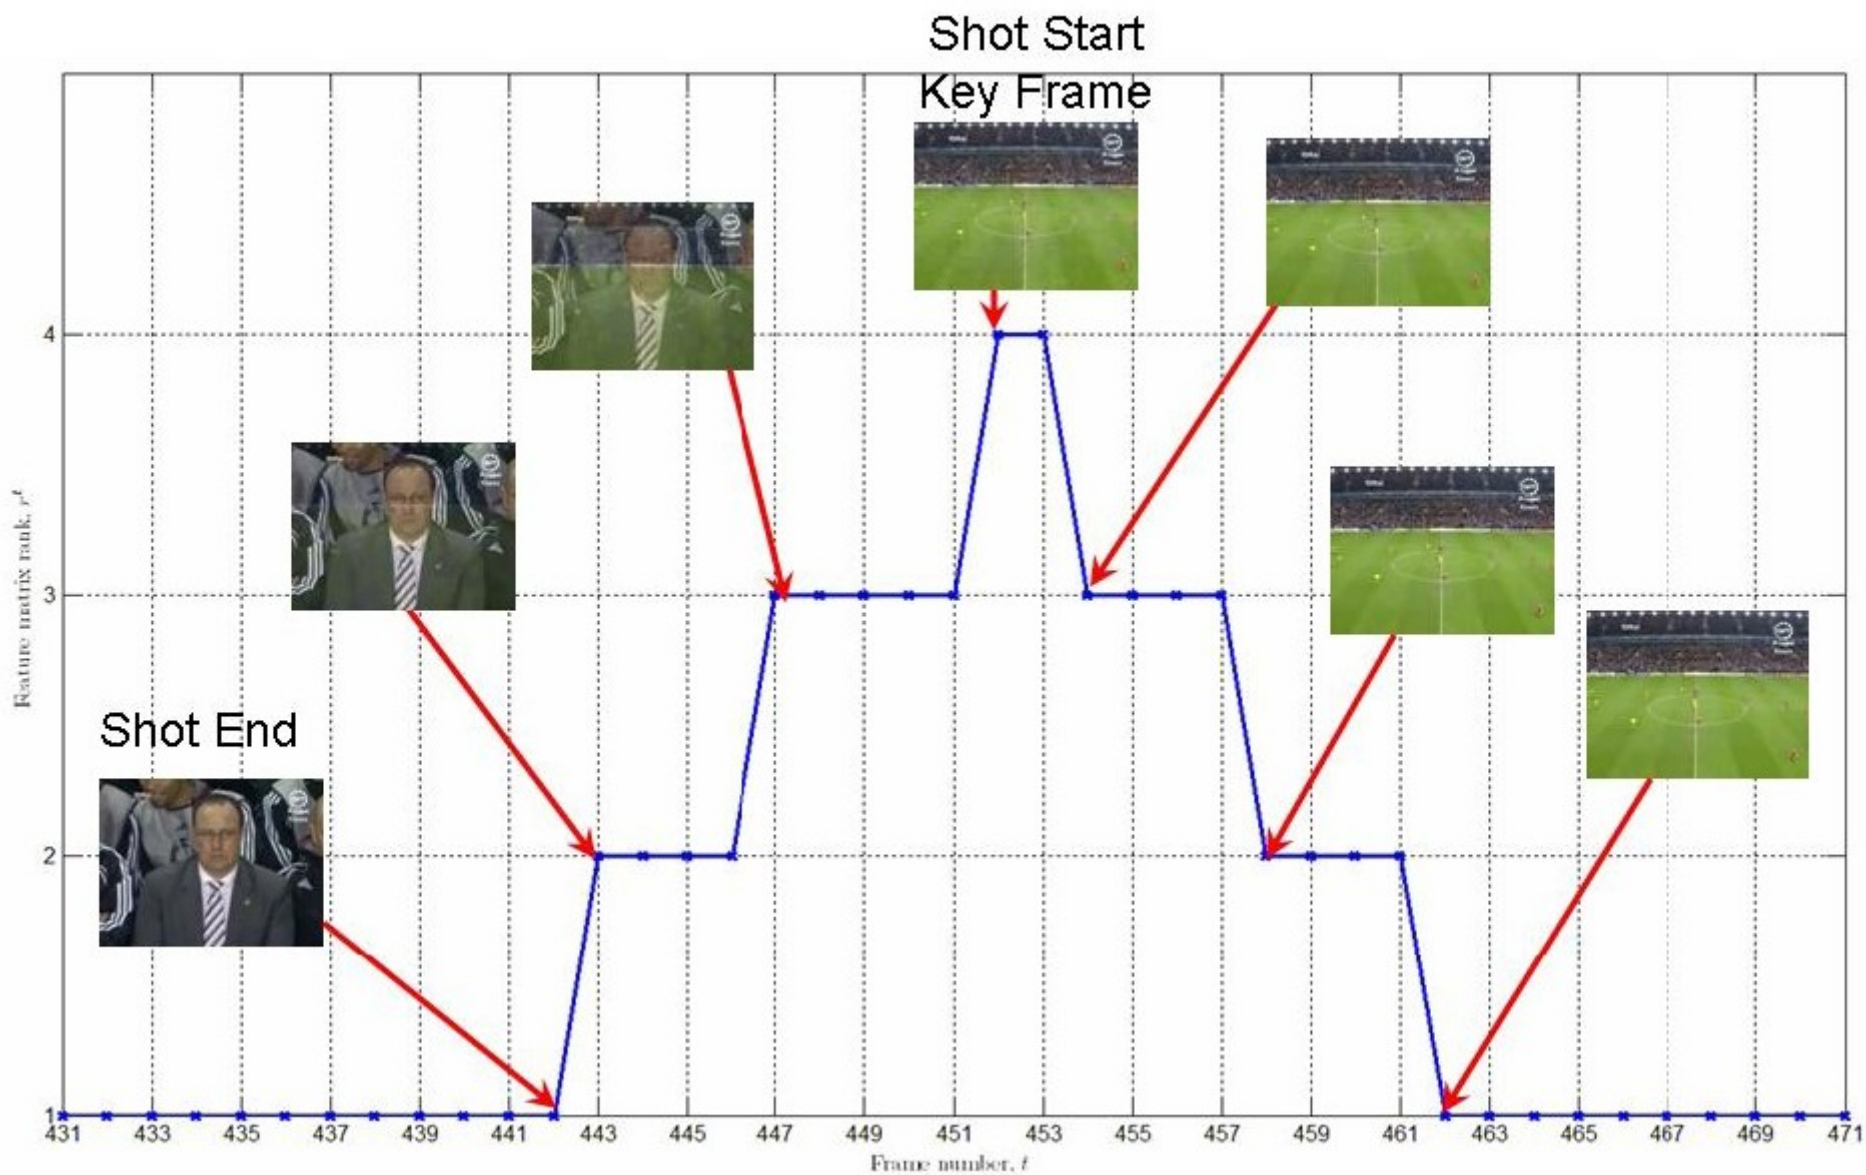 Shot Start
Key Frame
Shot End
4
3
2
1
431 433 435 437 439 441 443 445 447 449 451 453 455 457 459 461 463 465 467 469 471
Feature matrix rank, r^t
Frame number, t